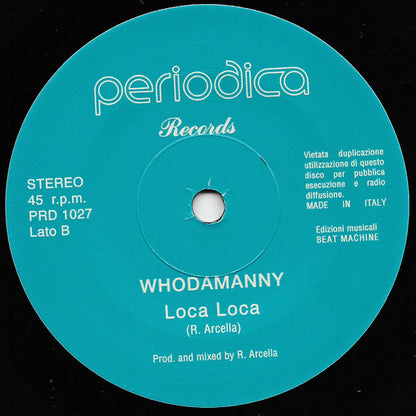 periodica
Records
STEREO
45 r.p.m.
PRD 1027
Lato B
Vietata duplicazione
utilizzazione di questo
disco per pubblica
esecuzione e radio
diffusione.
MADE IN ITALY
Edizioni musicali
BEAT MACHINE
WHODAMANNY
Loca Loca
(R. Arcella)
Prod. and mixed by R. Arcella